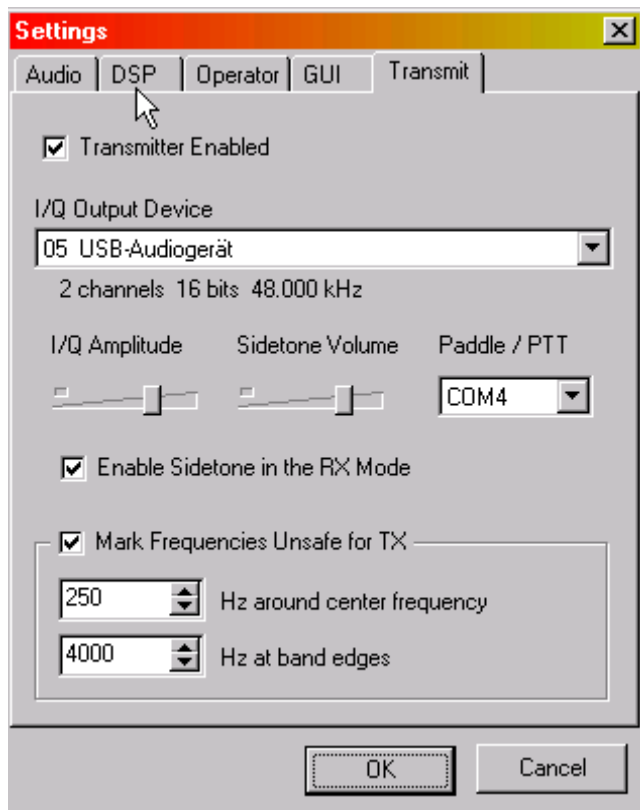 Settings
Audio DSP Operator GUI Transmit
Transmitter Enabled
I/Q Output Device
05 USB-Audiogerät
2 channels 16 bits 48.000 kHz
I/Q Amplitude Sidetone Volume Paddle / PTT
COM4
Enable Sidetone in the RX Mode
Mark Frequencies Unsafe for TX
250 Hz around center frequency
4000 Hz at band edges
OK Cancel